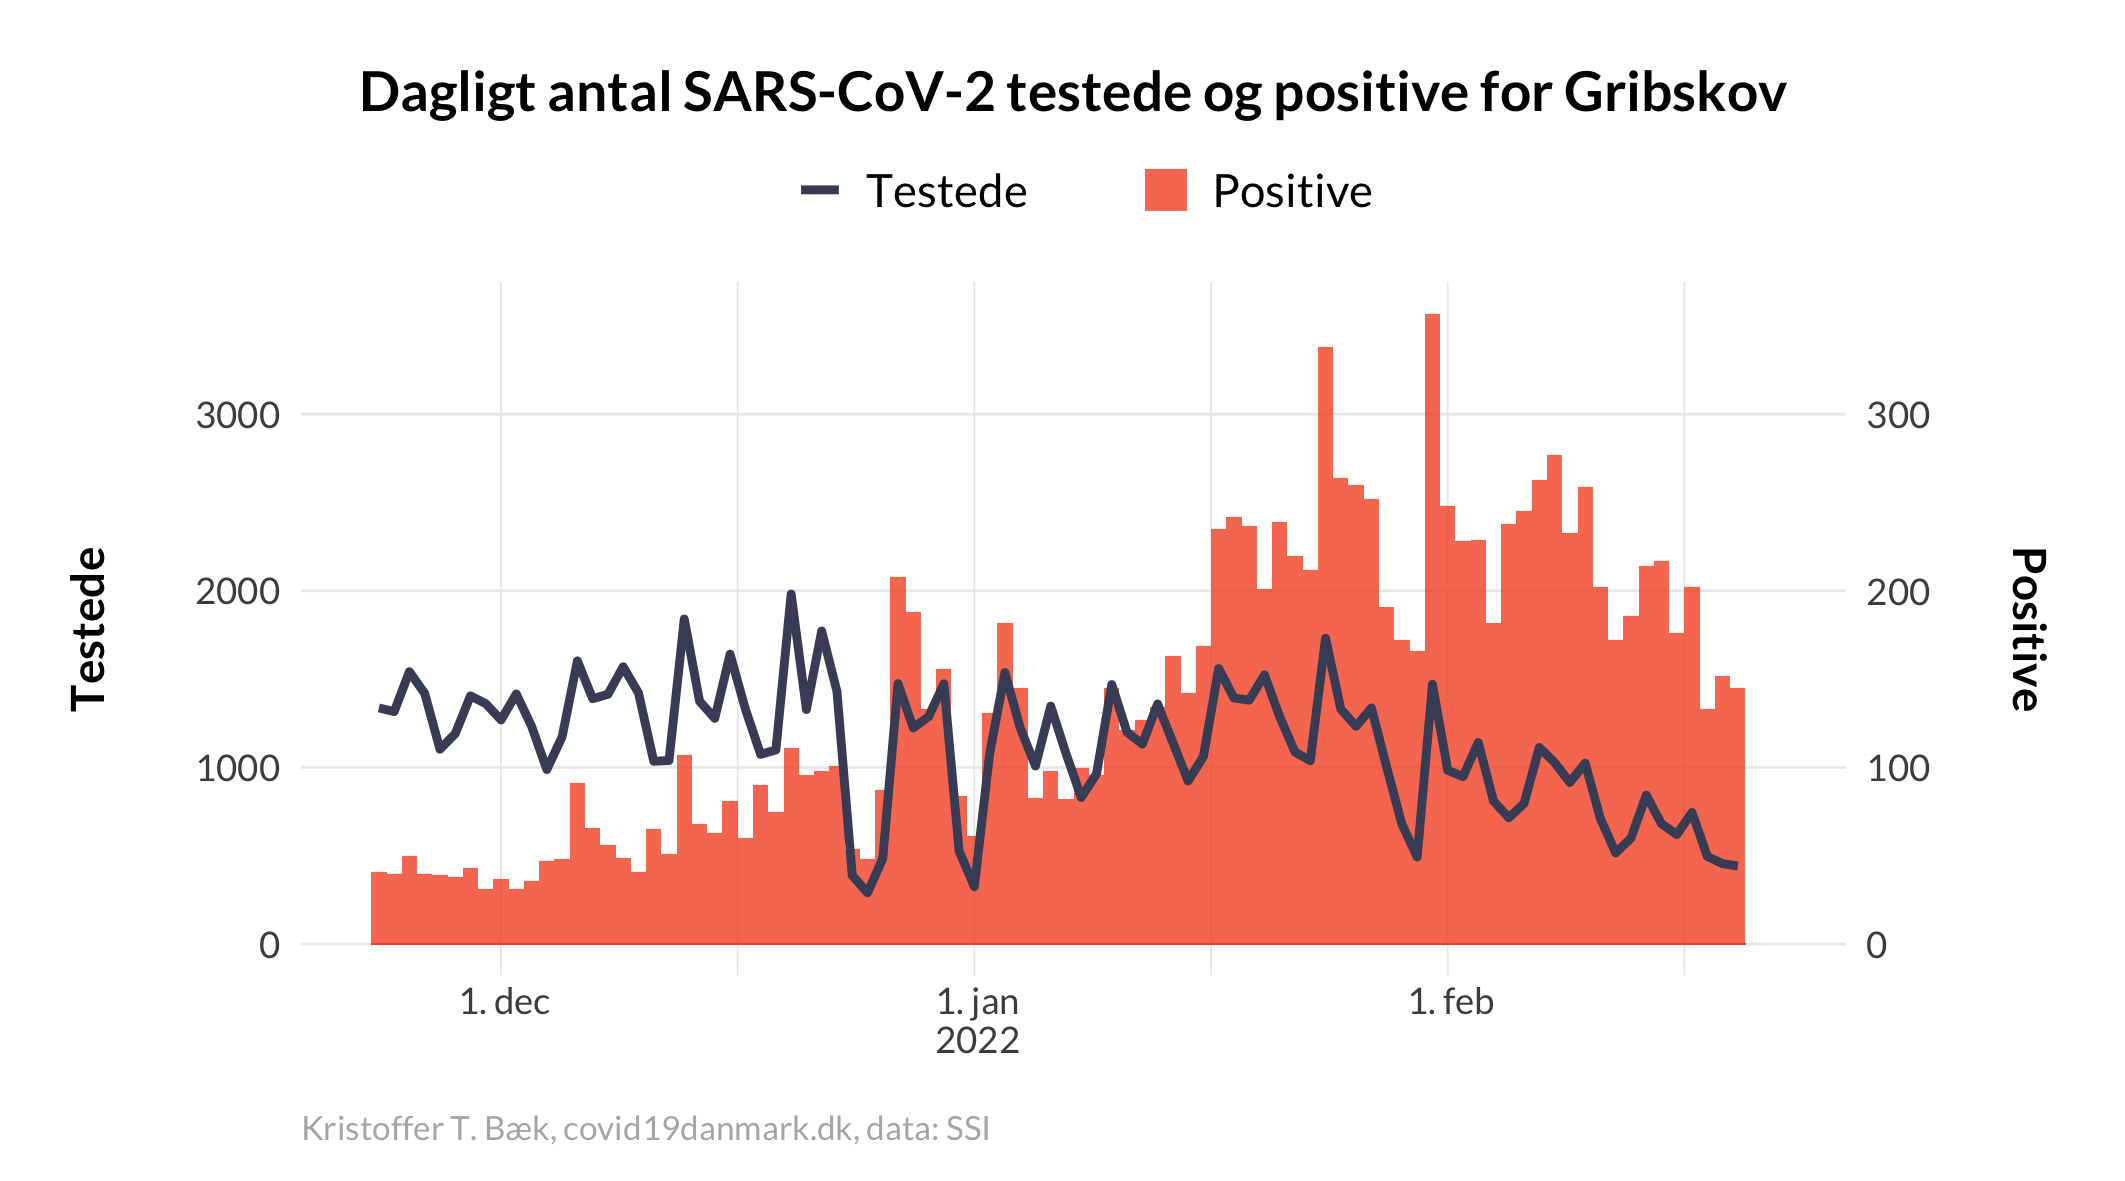 Dagligt antal SARS-CoV-2 testede og positive for Gribskov
Testede
Positive
3000
2000
1000
0
Testede
300
200
100
0
Positive
1. dec
1. jan
2022
1. feb
Kristoffer T. Bæk, covid19danmark.dk, data: SSI